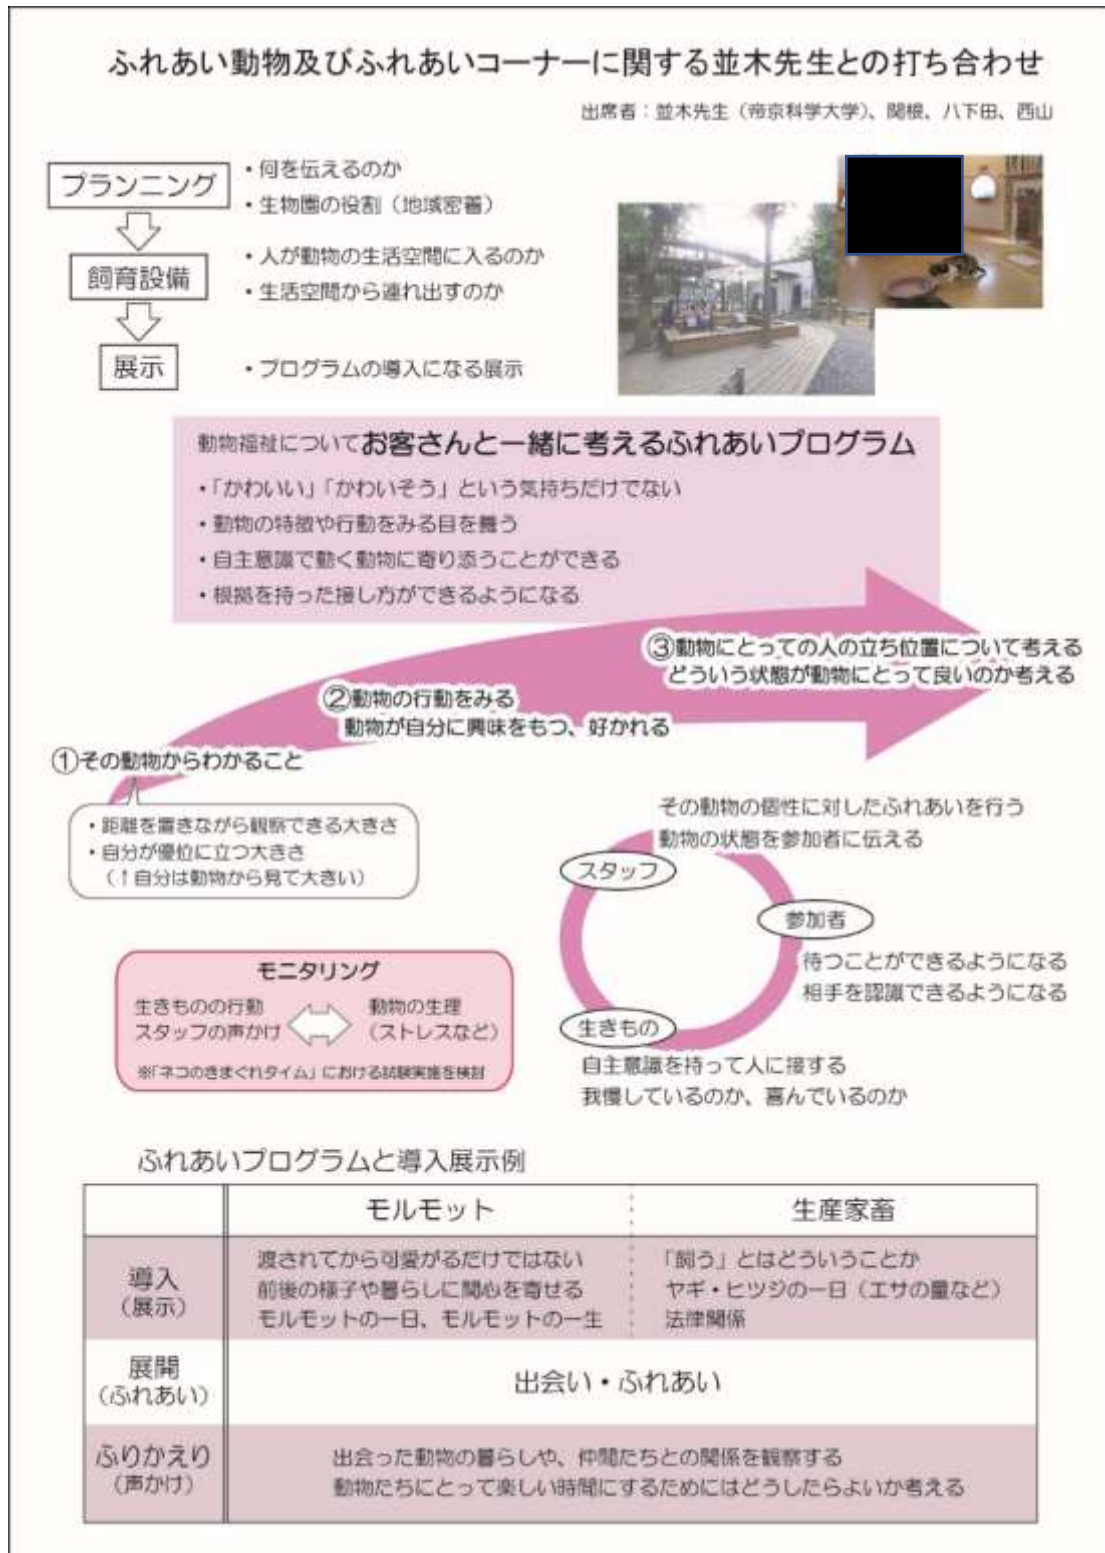 ふれあい動物及びふれあいコーナーに関する並木先生との打ち合わせ
出席者：並木先生（帝京科学大学）、関根、八下田、西山
プランニング
・何を伝えるのか
・生物園の役割（地域密着）
飼育設備
・人が動物の生活空間に入るのか
・生活空間から連れ出すのか
展示
・プログラムの導入になる展示
動物福祉についてお客さんと一緒に考えるふれあいプログラム
・「かわいい」「かわいそう」という気持ちだけでない
・動物の特徴や行動をみる目を養う
・自主意識で動く動物に寄り添うことができる
・根拠を持った接し方ができるようになる
③動物にとっての人の立ち位置について考える
どういう状態が動物にとって良いのか考える
②動物の行動をみる
動物が自分に興味をもつ、好かれる
①その動物からわかること
・距離を置きながら観察できる大きさ
・自分が優位に立つ大きさ
（↑自分は動物から見て大きい）
その動物の個性に対したふれあいを行う
動物の状態を参加者に伝える
スタッフ
参加者
待つことができるようになる
相手を認識できるようになる
生きもの
自主意識を持って人に接する
我慢しているのか、喜んでいるのか
モニタリング
生きものの行動
スタッフの声かけ
動物の生理
（ストレスなど）
※「ネコのきまぐれタイム」における試験実施を検討
ふれあいプログラムと導入展示例
モルモット
生産家畜
導入
（展示）
渡されてから可愛がるだけではない
前後の様子や暮らしに関心を寄せる
モルモットの一日、モルモットの一生
「飼う」とはどういうことか
ヤギ・ヒツジの一日（エサの量など）
法律関係
展開
（ふれあい）
出会い・ふれあい
ふりかえり
（声かけ）
出会った動物の暮らしや、仲間たちとの関係を観察する
動物たちにとって楽しい時間にするためにはどうしたらよいか考える